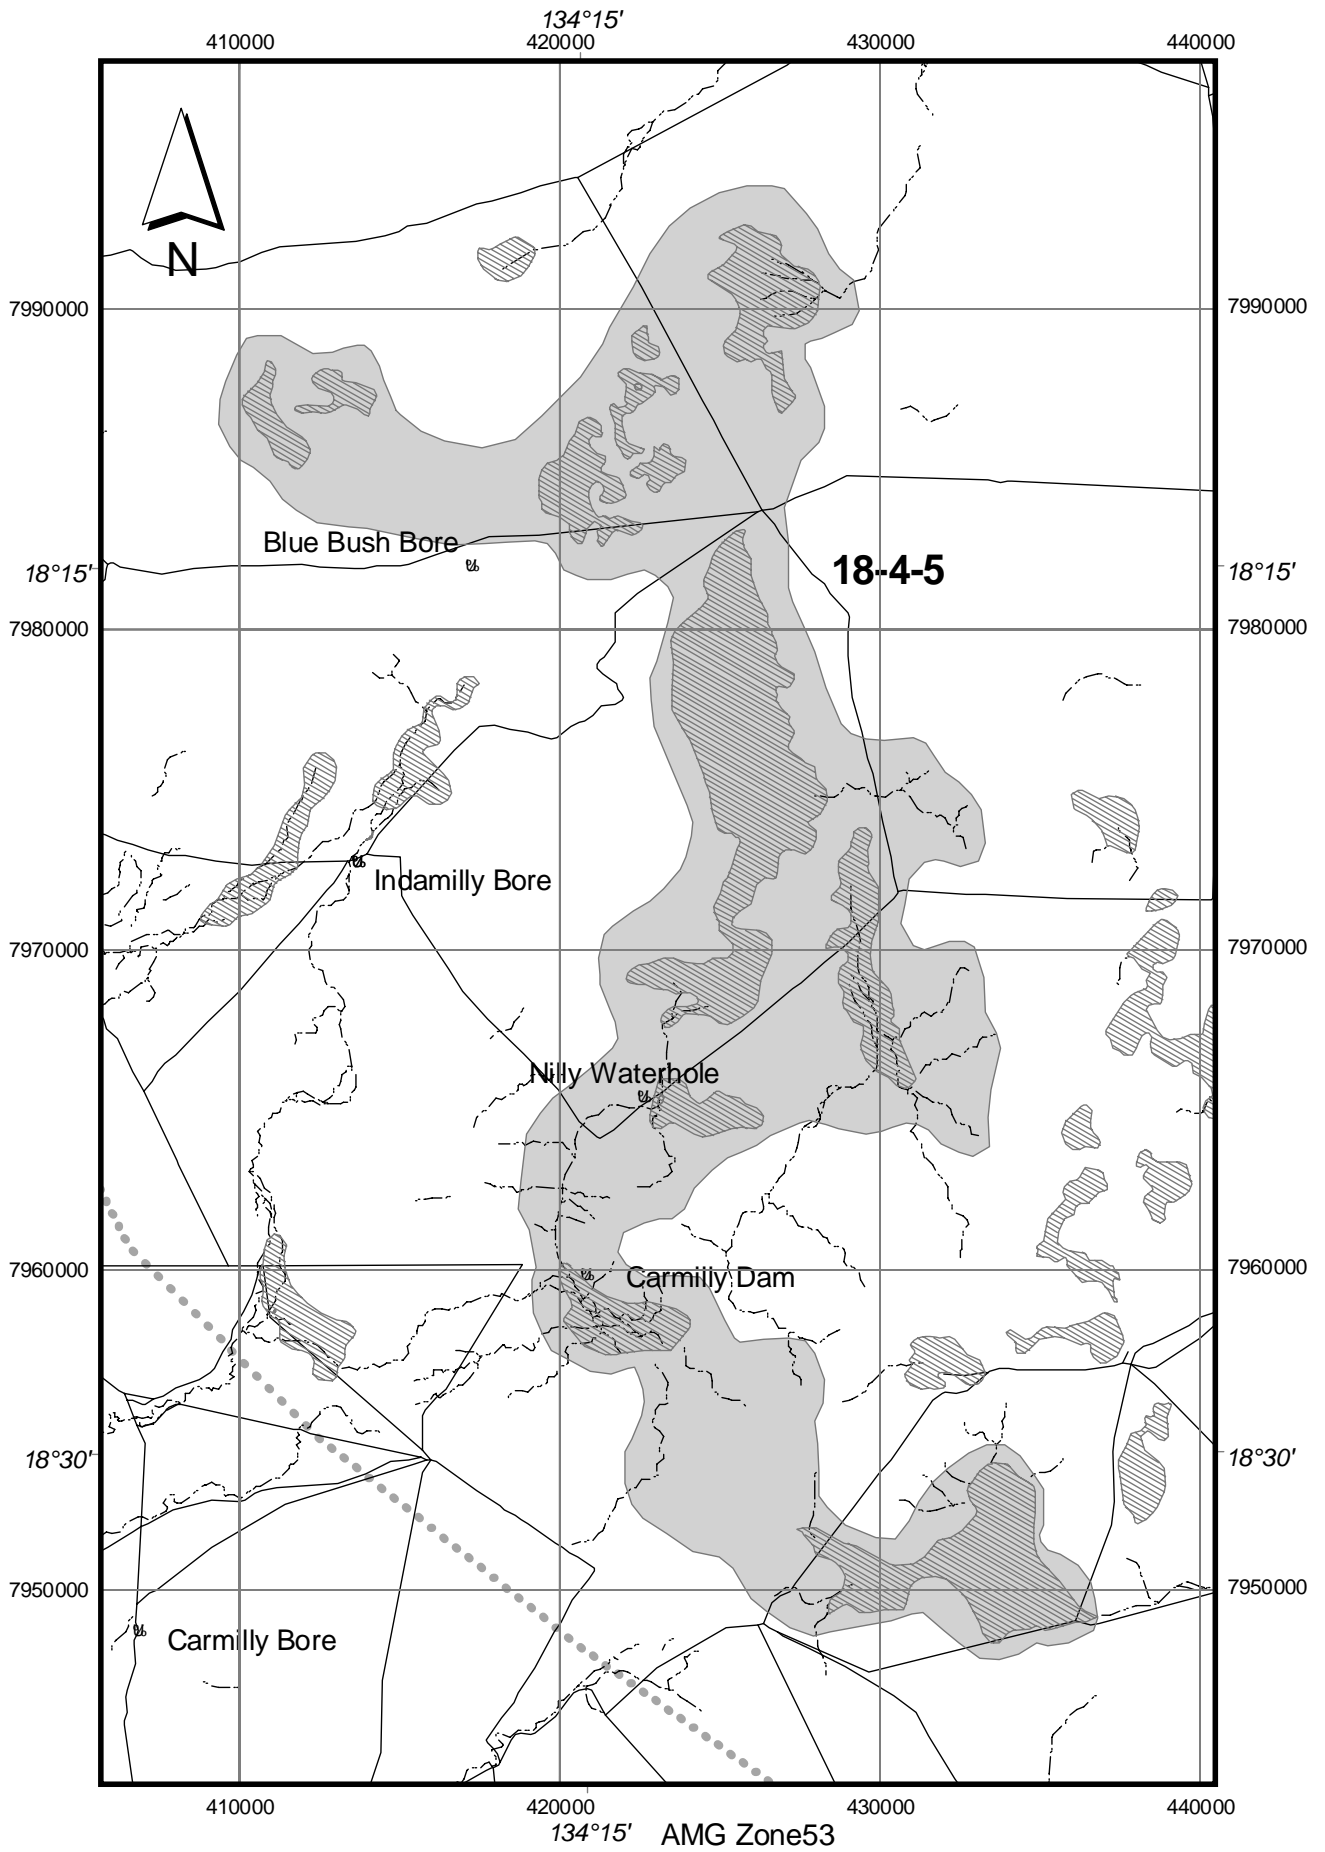 134°15'
410000 420000 430000 440000
N
7990000 7990000
Blue Bush Bore
18°15' 18-4-5 18°15'
7980000 7980000
Indamilly Bore
7970000 7970000
Nilly Waterhole
7960000 Carmilly Dam 7960000
18°30' 18°30'
7950000 7950000
Carmilly Bore
410000 420000 430000 440000
134°15' AMG Zone53